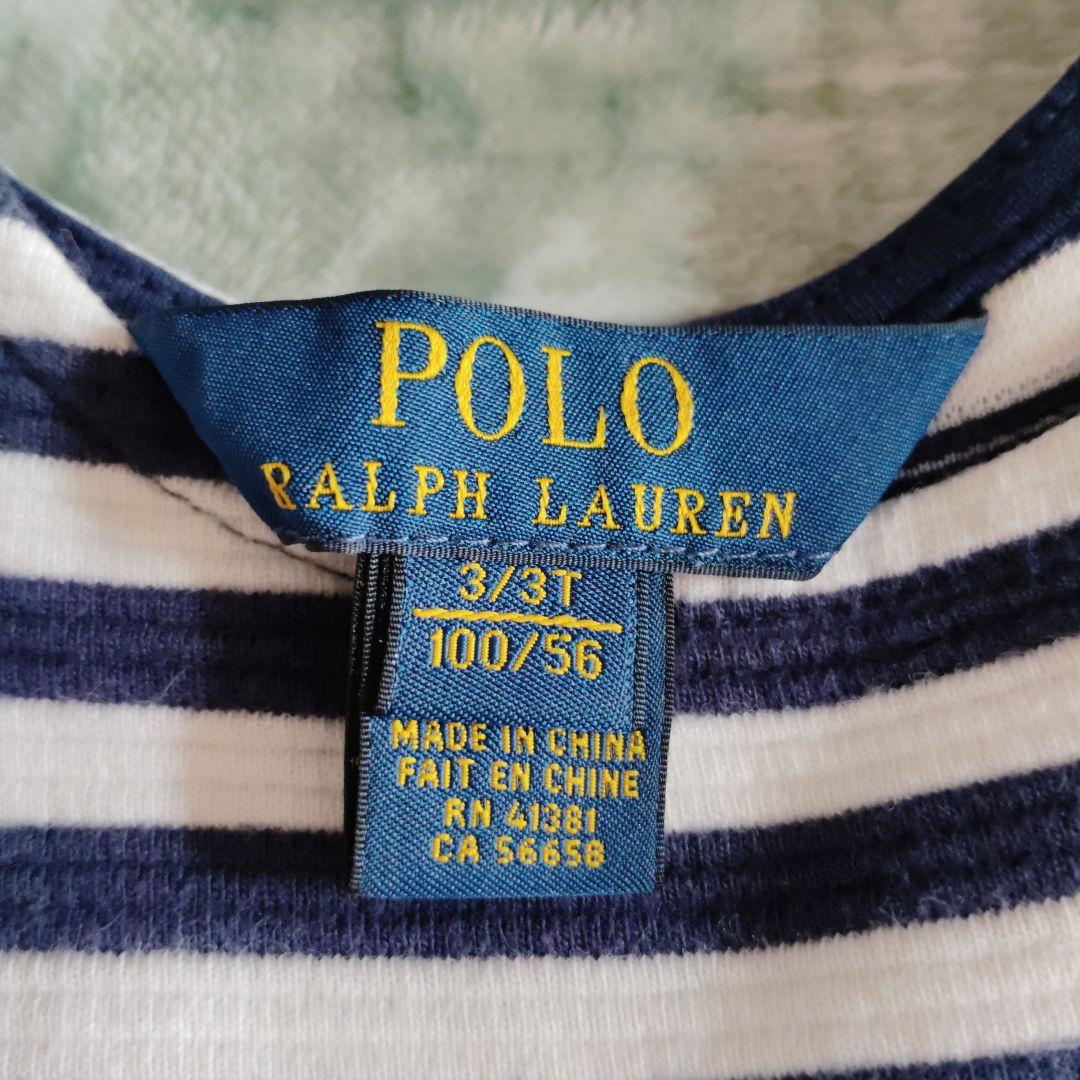 POLO
RALPH LAUREN
3/3T
100/56
MADE IN CHINA
FAIT EN CHINE
RN 41381
CA 56658